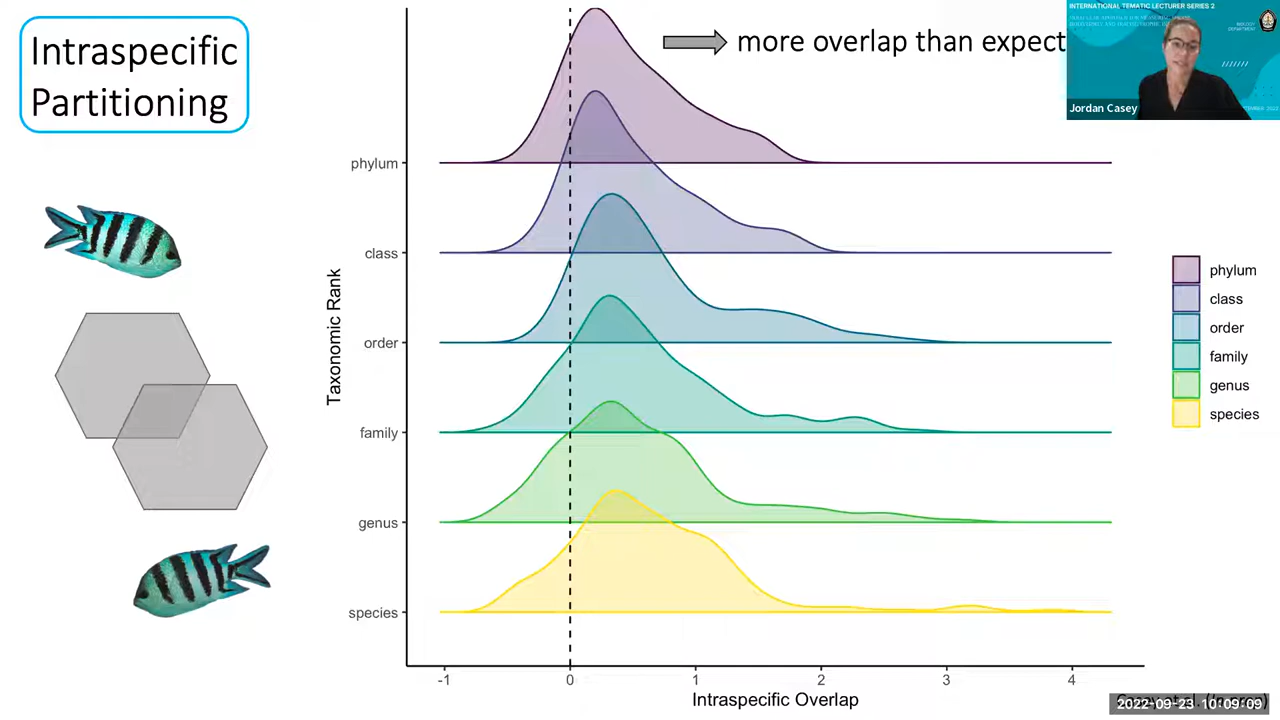 Intraspecific
Partitioning
more overlap than expect
INTERNATIONAL TEMATIC LECTURER SERIES 2
BIOLOGY
DEPARTMENT
Jordan Casey
Taxonomic Rank
phylum
class
order
family
genus
species
-1
0
1
2
3
4
Intraspecific Overlap
phylum
class
order
family
genus
species
2022-09-23 10:09:09